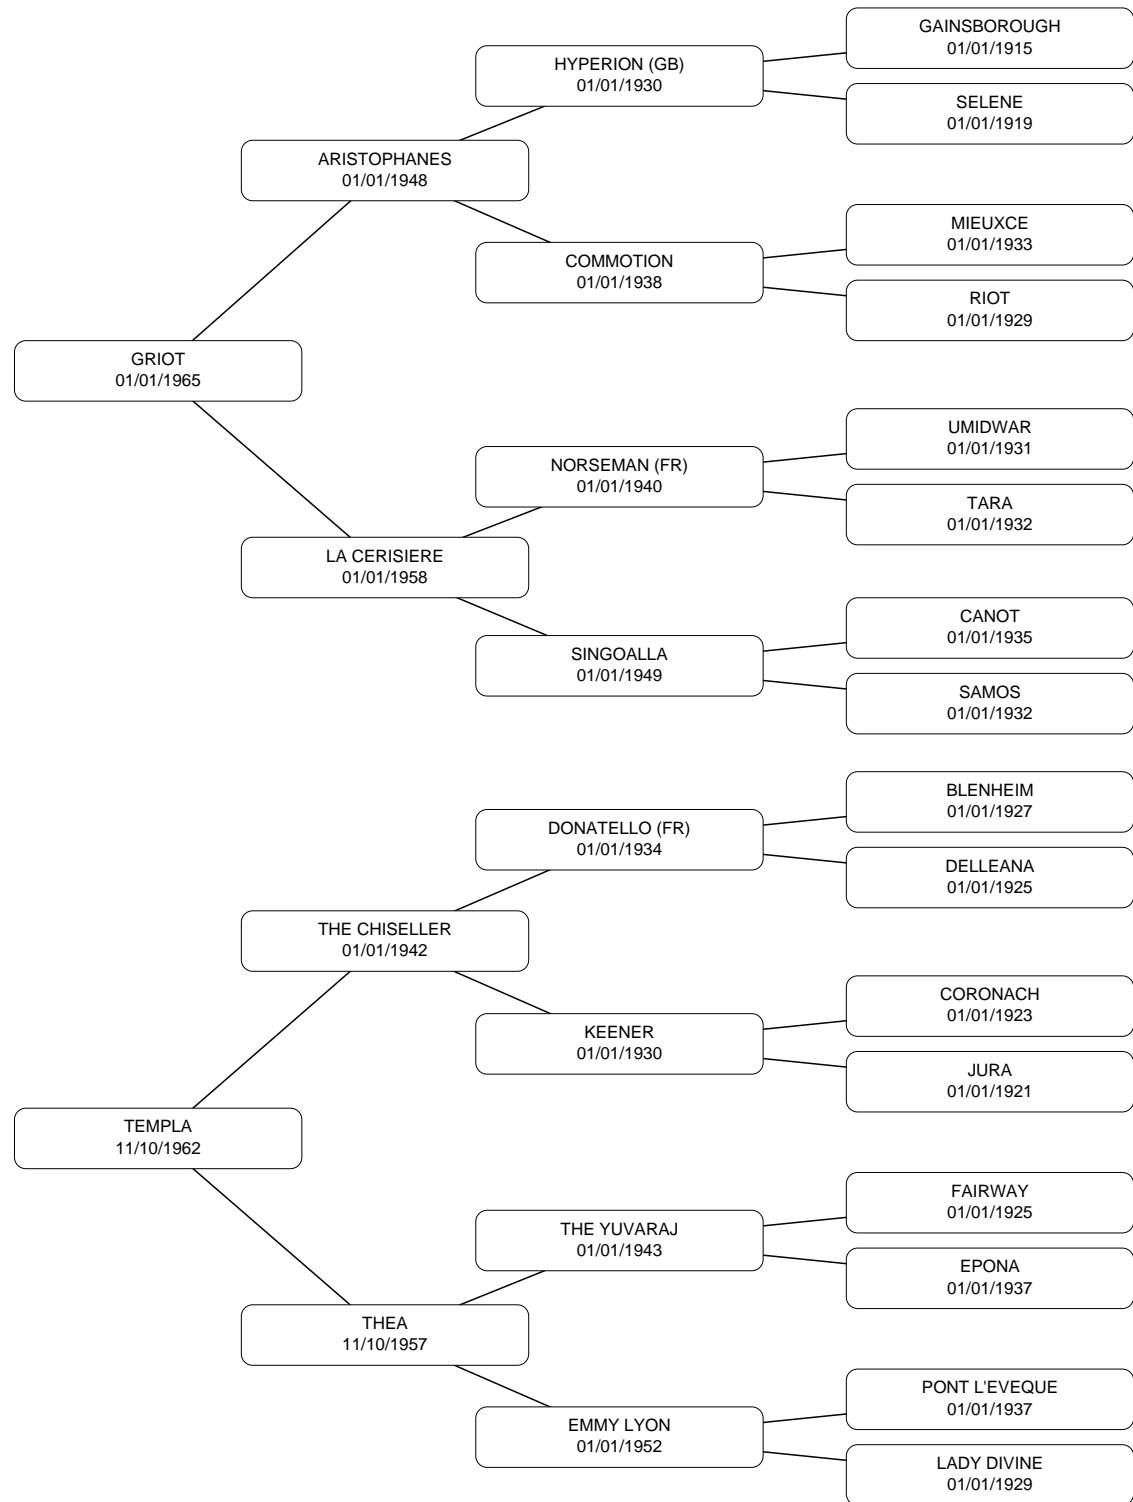 GAINSBOROUGH
01/01/1915
HYPERION (GB)
01/01/1930
SELENE
01/01/1919
ARISTOPHANES
01/01/1948
MIEUXCE
01/01/1933
COMMOTION
01/01/1938
RIOT
01/01/1929
GRIOT
01/01/1965
UMIDWAR
01/01/1931
NORSEMAN (FR)
01/01/1940
TARA
01/01/1932
LA CERISIERE
01/01/1958
CANOT
01/01/1935
SINGOALLA
01/01/1949
SAMOS
01/01/1932
BLENHEIM
01/01/1927
DONATELLO (FR)
01/01/1934
DELLEANA
01/01/1925
THE CHISELLER
01/01/1942
CORONACH
01/01/1923
KEENER
01/01/1930
JURA
01/01/1921
TEMPLA
11/10/1962
FAIRWAY
01/01/1925
THE YUVARAJ
01/01/1943
EPONA
01/01/1937
THEA
11/10/1957
PONT L'EVEQUE
01/01/1937
EMMY LYON
01/01/1952
LADY DIVINE
01/01/1929